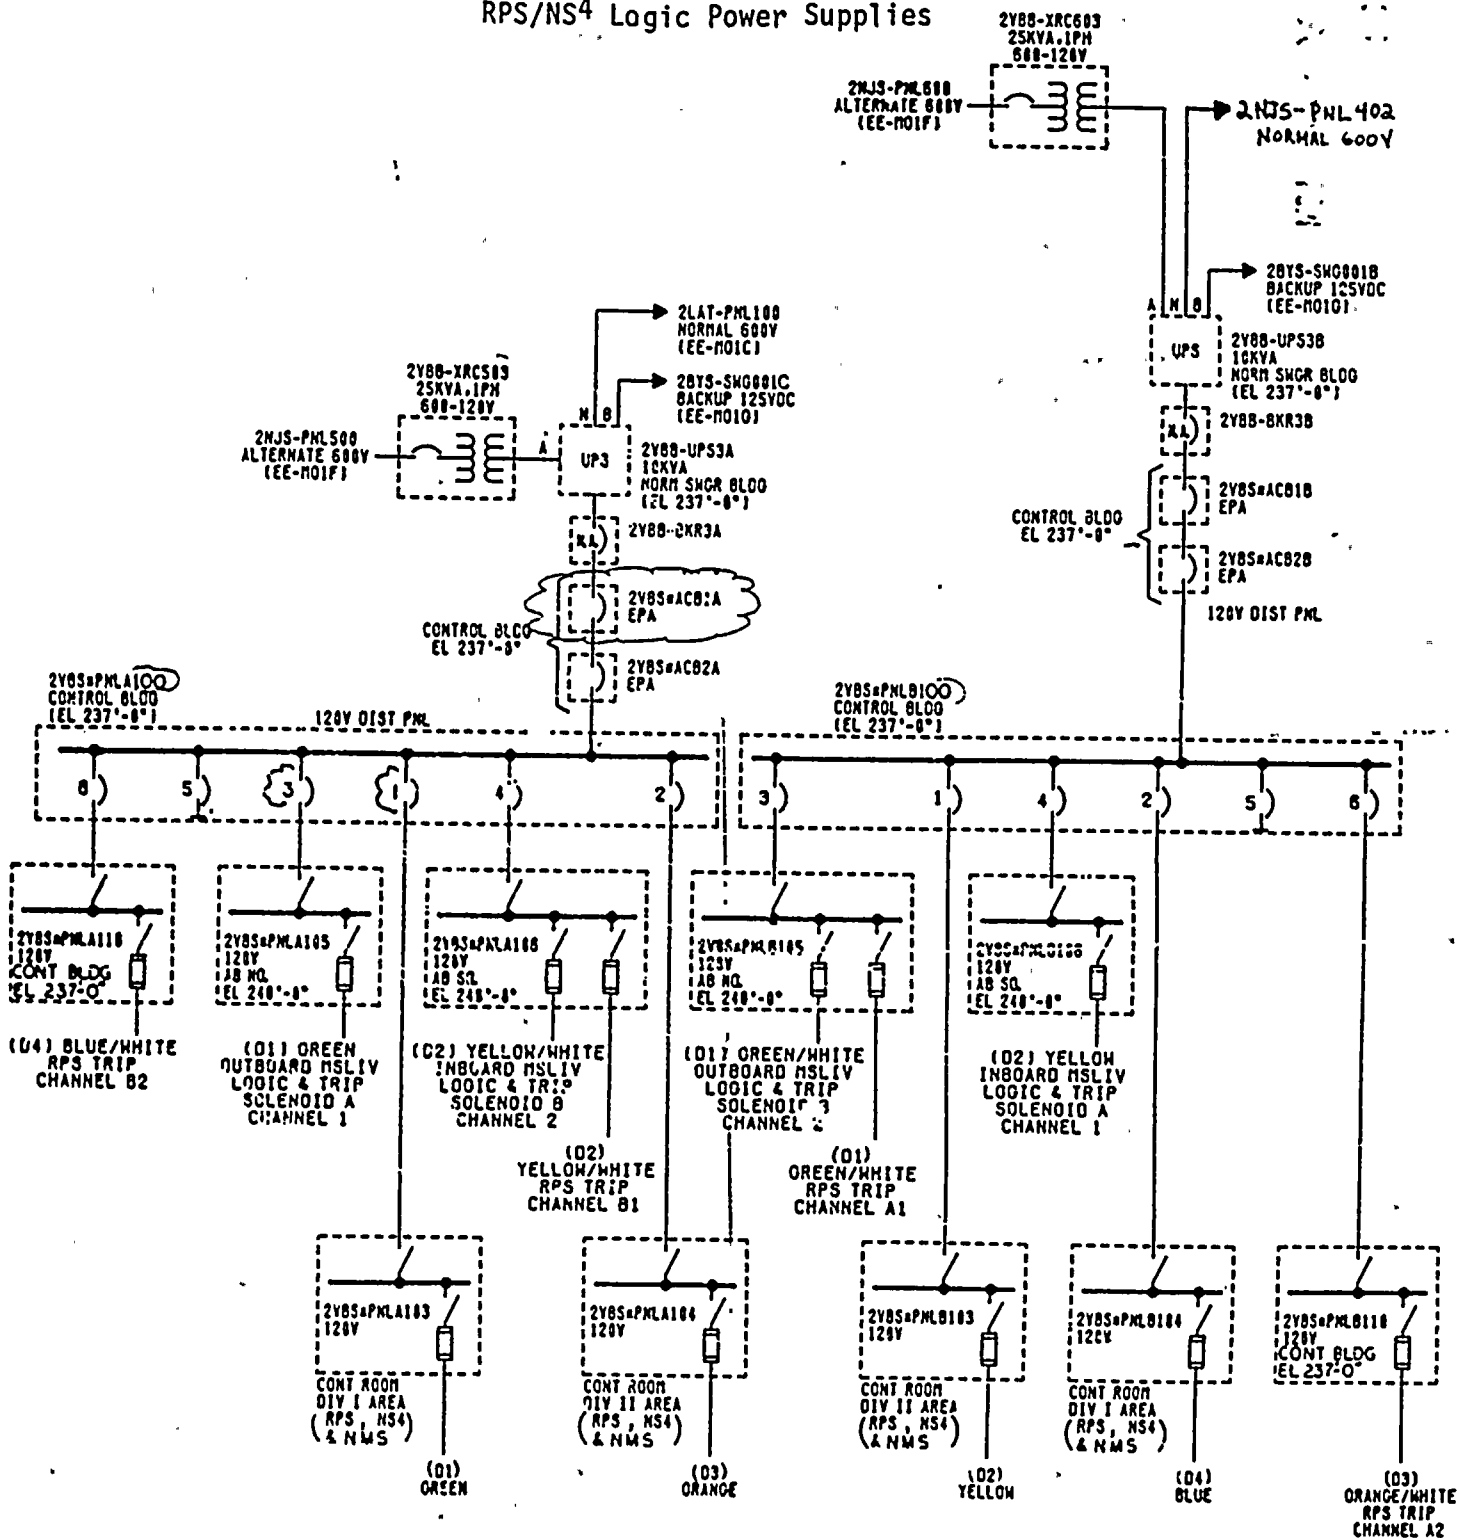 RPS/NS4 Logic Power Supplies
2VBB-XRC603
25KVA,1PH
600-120V
2NJS-PNL600
ALTERNATE 600V
(EE-M01F)
2NJS-PNL402
NORMAL 600V
2BYS-SWG001B
BACKUP 125VDC
(EE-M01G)
A N B
UPS
2VBB-UPS3B
10KVA
NORM SWGR BLDG
(EL 237'-0")
2VBB-BKR3B
2VBS*ACB1B
EPA
CONTROL BLDG
EL 237'-0"
2VBS*ACB2B
EPA
120V DIST PNL
2LAT-PNL100
NORMAL 600V
(EE-M01C)
2BYS-SWG001C
BACKUP 125VDC
(EE-M01G)
2VBB-XRC503
25KVA,1PH
600-120V
2NJS-PNL500
ALTERNATE 600V
(EE-M01F)
N B
A
UPS
2VBB-UPS3A
10KVA
NORM SWGR BLDG
(EL 237'-0")
2VBB-BKR3A
2VBS*ACB1A
EPA
CONTROL BLDG
EL 237'-0"
2VBS*ACB2A
EPA
2VBS*PNLA100
CONTROL BLDG
(EL 237'-0")
120V DIST PNL
2VBS*PNLB100
CONTROL BLDG
(EL 237'-0")
6 5 3 1 4 2
3 1 4 2 5 6
2VBS*PNLA110
120V
CONT BLDG
EL 237-0"
2VBS*PNLA105
120V
AB NO.
EL 240'-0"
2VBS*PNLA106
120V
AB SO.
EL 240'-0"
2VBS*PNLB105
120V
AB NO.
EL 240'-0"
2VBS*PNLB106
120V
AB SO.
EL 240'-0"
(D4) BLUE/WHITE
RPS TRIP
CHANNEL B2
(D1) GREEN
OUTBOARD MSLIV
LOGIC & TRIP
SOLENOID A
CHANNEL 1
(D2) YELLOW/WHITE
INBOARD MSLIV
LOGIC & TRIP
SOLENOID B
CHANNEL 2
(D1) GREEN/WHITE
OUTBOARD MSLIV
LOGIC & TRIP
SOLENOID B
CHANNEL 2
(D2) YELLOW
INBOARD MSLIV
LOGIC & TRIP
SOLENOID A
CHANNEL 1
(D2)
YELLOW/WHITE
RPS TRIP
CHANNEL B1
(D1)
GREEN/WHITE
RPS TRIP
CHANNEL A1
2VBS*PNLA103
120V
2VBS*PNLA104
120V
2VBS*PNLB103
120V
2VBS*PNLB104
120V
2VBS*PNLB110
120V
CONT BLDG
EL 237-0"
CONT ROOM
DIV I AREA
(RPS, NS4)
& NMS
CONT ROOM
DIV II AREA
(RPS, NS4)
& NMS
CONT ROOM
DIV II AREA
(RPS, NS4)
& NMS
CONT ROOM
DIV I AREA
(RPS, NS4)
& NMS
(D1)
GREEN
(D3)
ORANGE
(D2)
YELLOW
(D4)
BLUE
(D3)
ORANGE/WHITE
RPS TRIP
CHANNEL A2